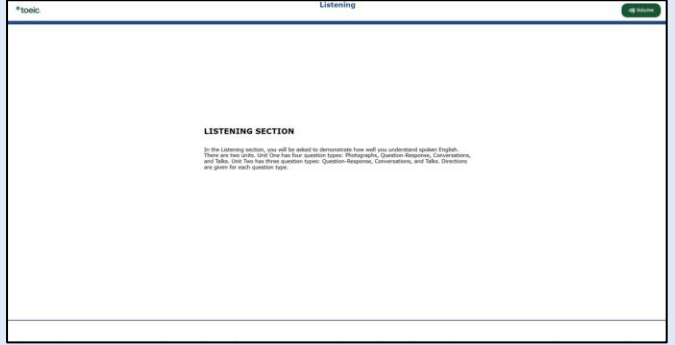 toeic.
Listening
Volume
LISTENING SECTION
In the Listening section, you will be asked to demonstrate how well you understand spoken English.
There are two units. Unit One has four question types: Photographs, Question-Response, Conversations,
and Talks. Unit Two has three question types: Question-Response, Conversations, and Talks. Directions
are given for each question type.